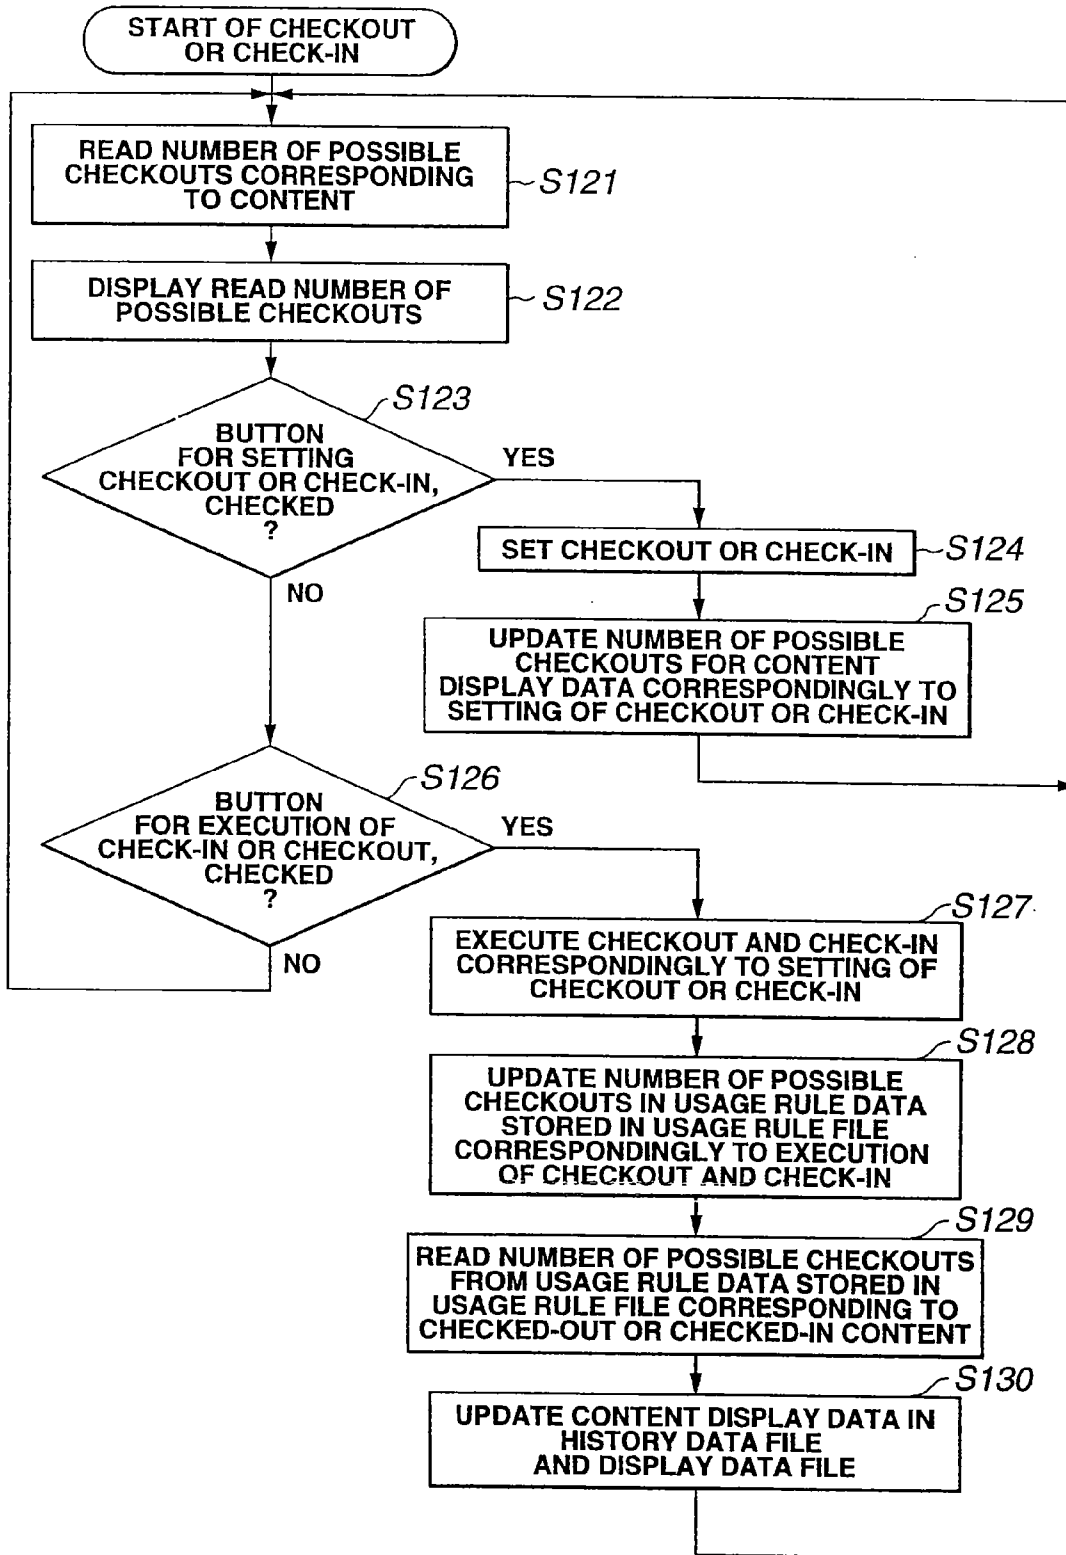 START OF CHECKOUT
OR CHECK-IN
READ NUMBER OF POSSIBLE
CHECKOUTS CORRESPONDING
TO CONTENT
S121
DISPLAY READ NUMBER OF
POSSIBLE CHECKOUTS
S122
S123
BUTTON
FOR SETTING
CHECKOUT OR CHECK-IN,
CHECKED
?
YES
NO
SET CHECKOUT OR CHECK-IN
S124
S125
UPDATE NUMBER OF POSSIBLE
CHECKOUTS FOR CONTENT
DISPLAY DATA CORRESPONDINGLY TO
SETTING OF CHECKOUT OR CHECK-IN
S126
BUTTON
FOR EXECUTION OF
CHECK-IN OR CHECKOUT,
CHECKED
?
YES
NO
S127
EXECUTE CHECKOUT AND CHECK-IN
CORRESPONDINGLY TO SETTING OF
CHECKOUT OR CHECK-IN
S128
UPDATE NUMBER OF POSSIBLE
CHECKOUTS IN USAGE RULE DATA
STORED IN USAGE RULE FILE
CORRESPONDINGLY TO EXECUTION
OF CHECKOUT AND CHECK-IN
S129
READ NUMBER OF POSSIBLE CHECKOUTS
FROM USAGE RULE DATA STORED IN
USAGE RULE FILE CORRESPONDING TO
CHECKED-OUT OR CHECKED-IN CONTENT
S130
UPDATE CONTENT DISPLAY DATA IN
HISTORY DATA FILE
AND DISPLAY DATA FILE